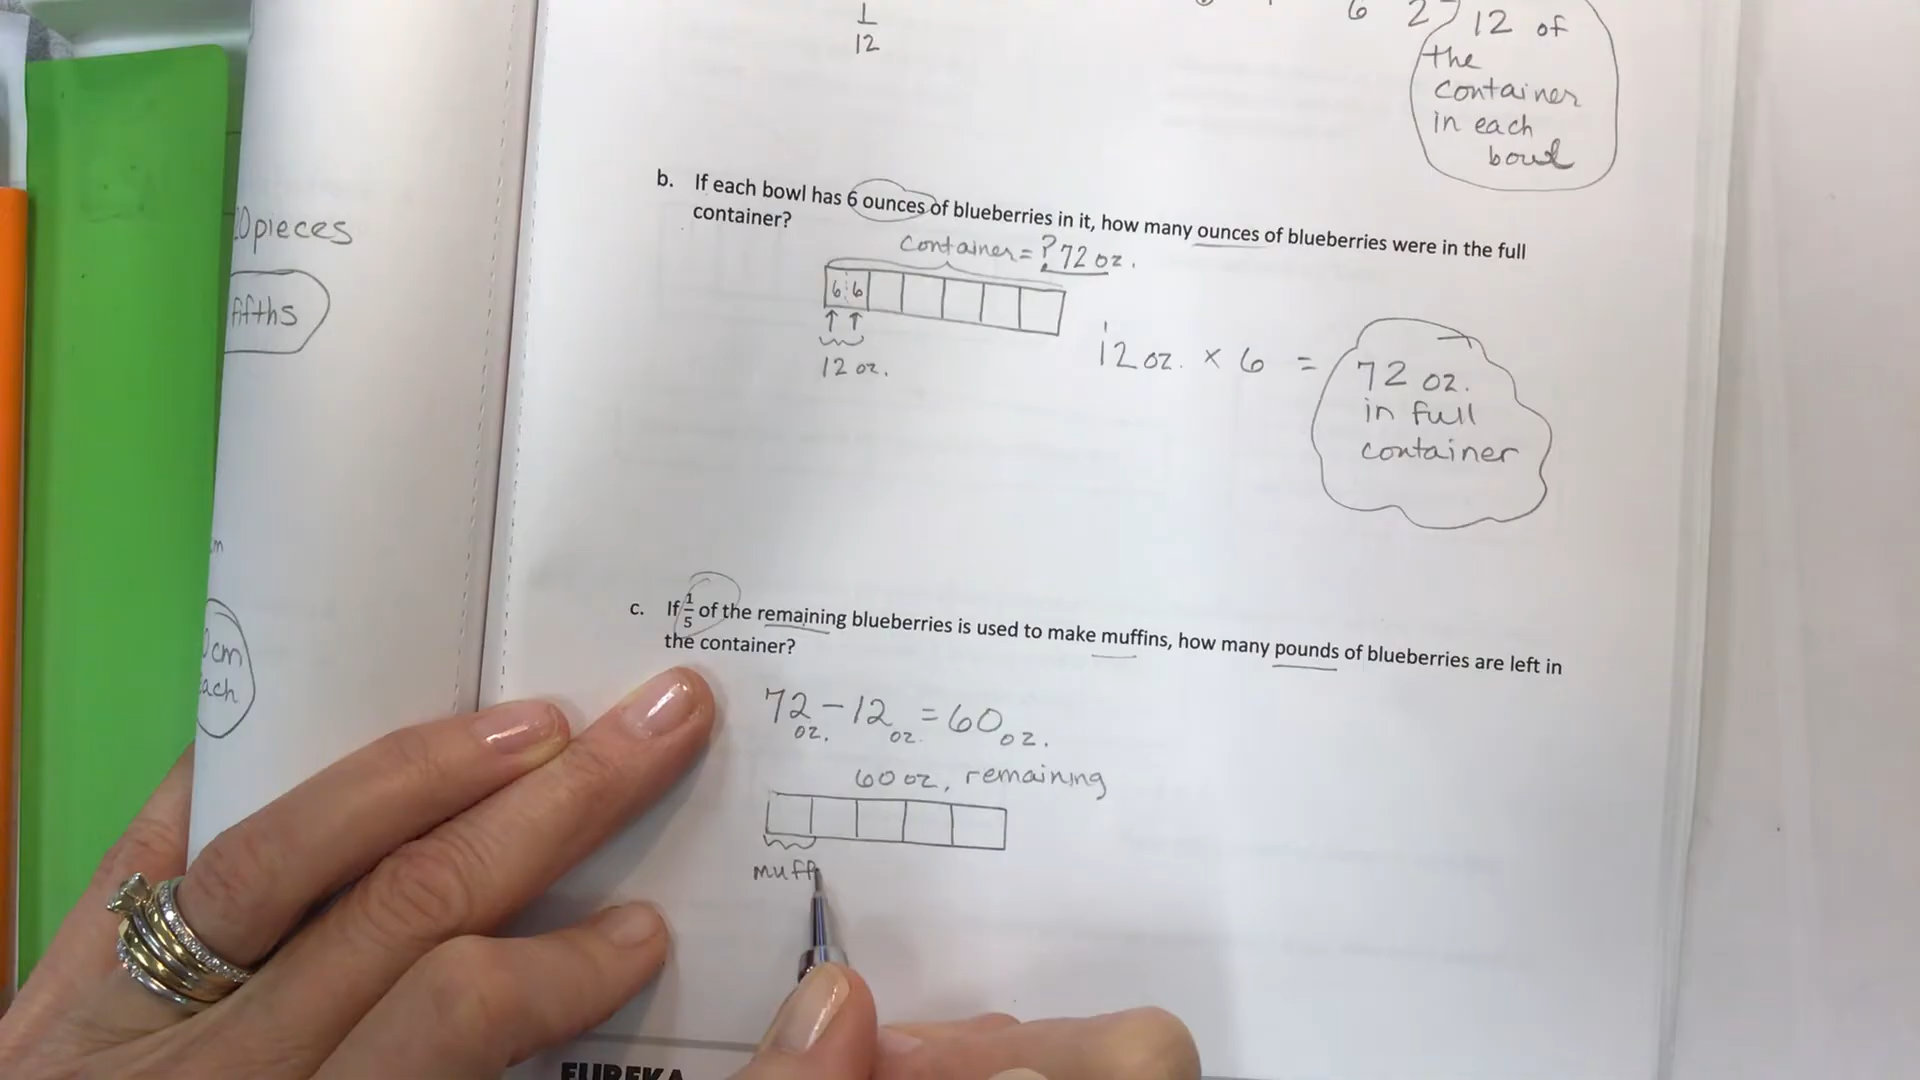 1
12
6 2 12 of
the
container
in each
bowl
0 pieces
fifths
m
0cm
ach
b. If each bowl has 6 ounces of blueberries in it, how many ounces of blueberries were in the full
container?
container = ? 72 oz.
6 6
12 oz.
12 oz. × 6 =
72 oz.
in full
container
c. If 1/5 of the remaining blueberries is used to make muffins, how many pounds of blueberries are left in
the container?
72 oz. - 12 oz. = 60 oz.
60 oz. remaining
muff
EUREKA